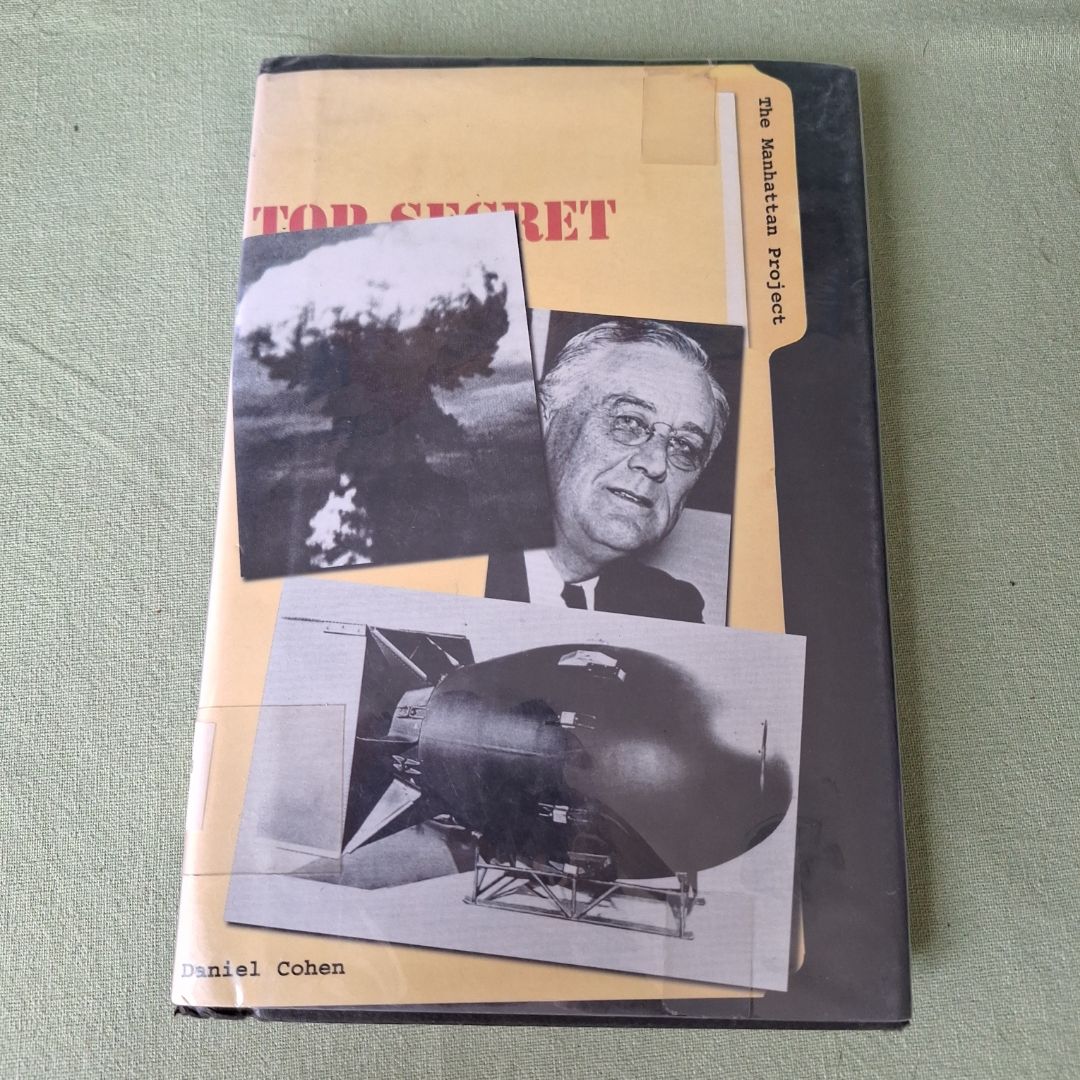 The Manhattan Project
TOP SECRET
Daniel Cohen